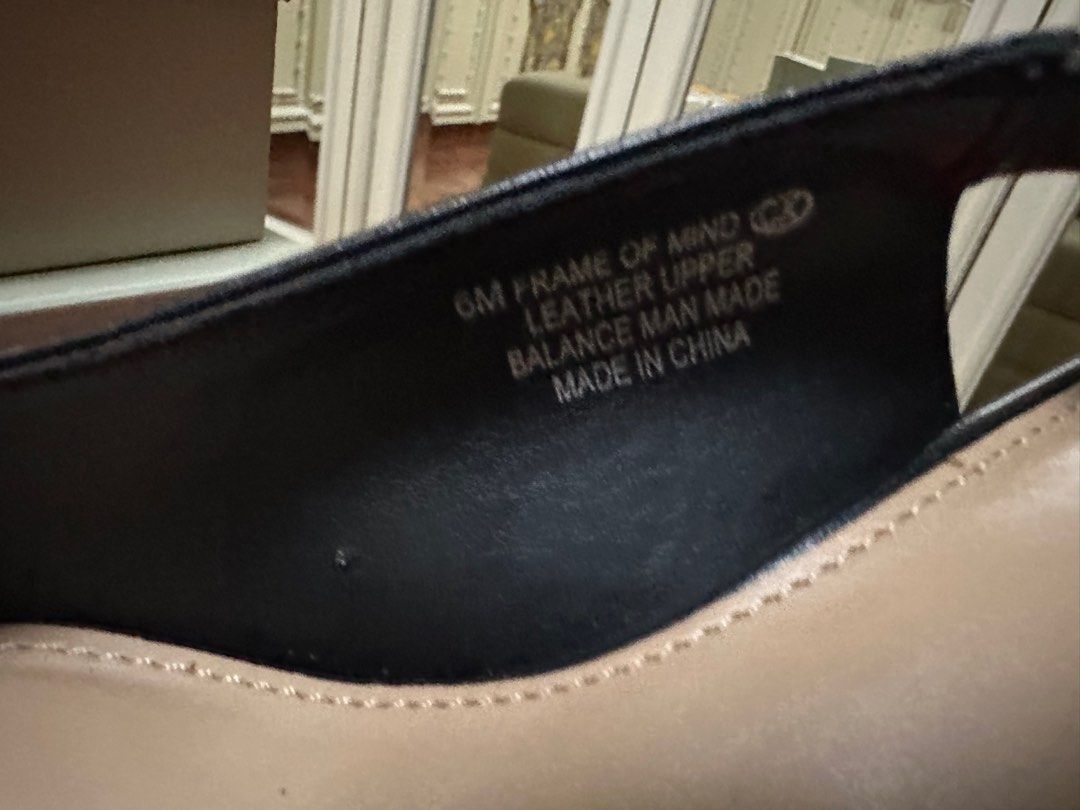 6M FRAME OF MIND
LEATHER UPPER
BALANCE MAN MADE
MADE IN CHINA